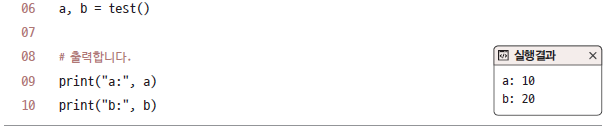 06 a, b = test()
07
08 # 출력합니다.
09 print("a:", a)
10 print("b:", b)
실행결과 ×
a: 10
b: 20